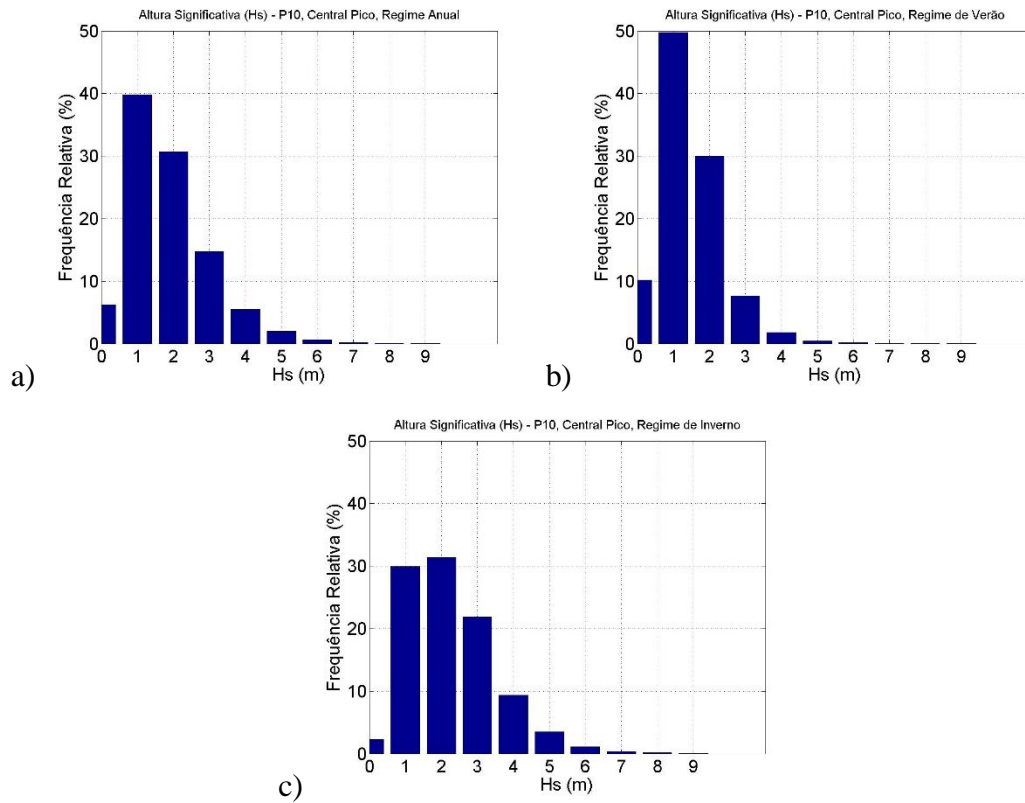 Altura Significativa (Hs) - P10, Central Pico, Regime Anual
Frequência Relativa (%)
50
40
30
20
10
0
0 1 2 3 4 5 6 7 8 9
Hs (m)
a)
Altura Significativa (Hs) - P10, Central Pico, Regime de Verão
Frequência Relativa (%)
50
40
30
20
10
0
0 1 2 3 4 5 6 7 8 9
Hs (m)
b)
Altura Significativa (Hs) - P10, Central Pico, Regime de Inverno
Frequência Relativa (%)
50
40
30
20
10
0
0 1 2 3 4 5 6 7 8 9
Hs (m)
c)